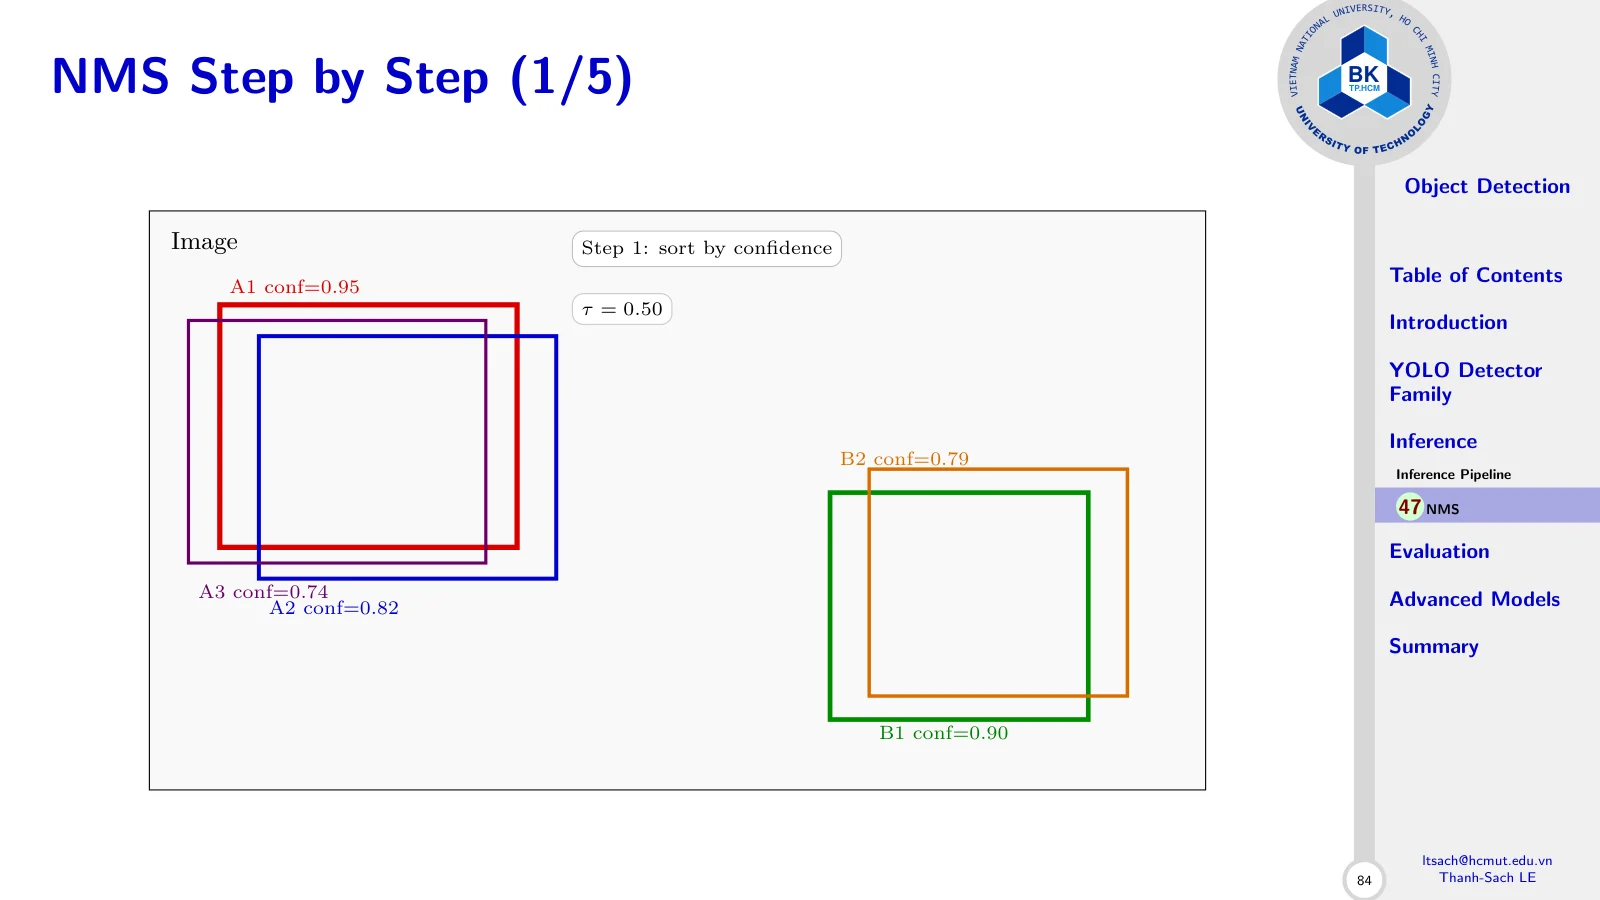 NMS Step by Step (1/5)
Image
Step 1: sort by confidence
τ = 0.50
A1 conf=0.95
A3 conf=0.74
A2 conf=0.82
B2 conf=0.79
B1 conf=0.90
VIETNAM NATIONAL UNIVERSITY, HO CHI MINH CITY
BK
TP.HCM
UNIVERSITY OF TECHNOLOGY
Object Detection
Table of Contents
Introduction
YOLO Detector
Family
Inference
Inference Pipeline
47 NMS
Evaluation
Advanced Models
Summary
ltsach@hcmut.edu.vn
Thanh-Sach LE
84